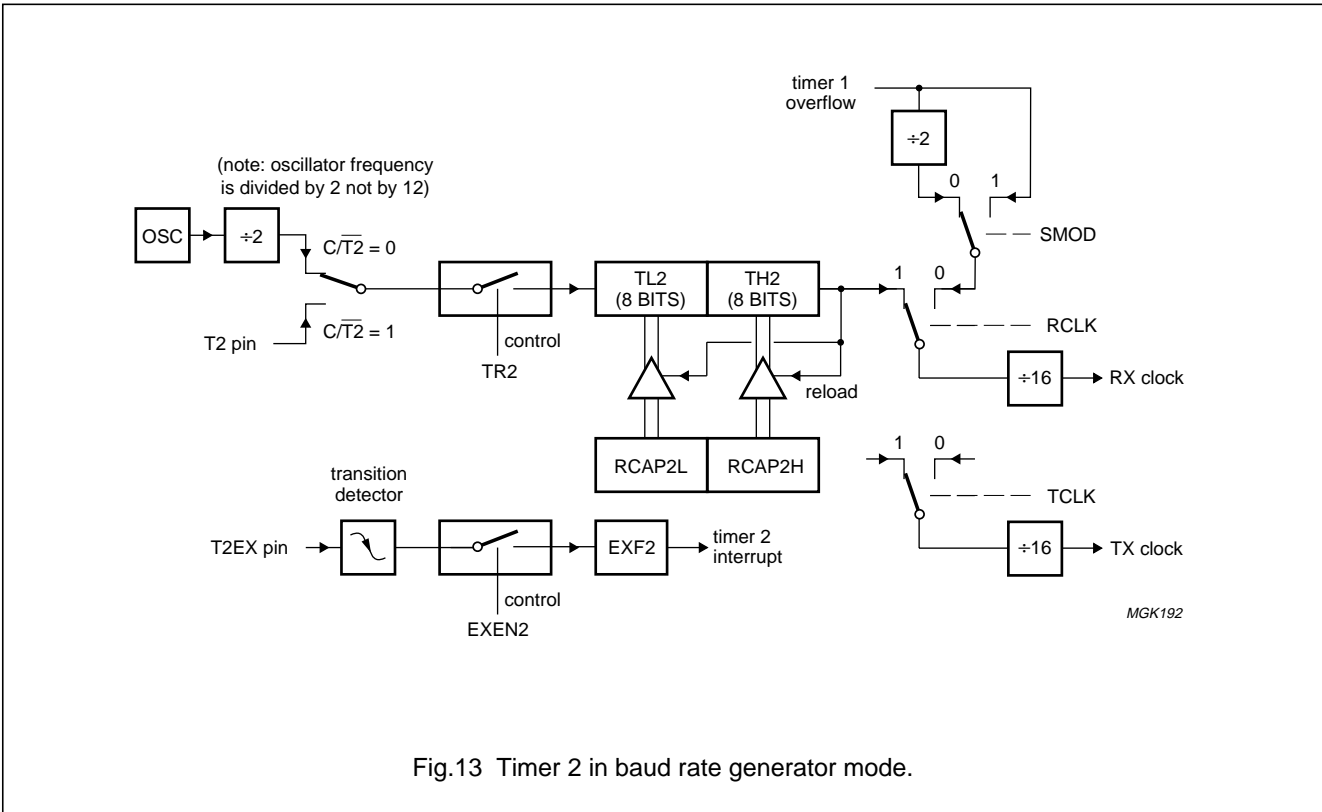 timer 1
overflow
÷2
(note: oscillator frequency
is divided by 2 not by 12)
0 1
OSC
÷2
C/T̅2̅ = 0
SMOD
TL2
(8 BITS)
TH2
(8 BITS)
1 0
T2 pin
C/T̅2̅ = 1
control
TR2
RCLK
reload
÷16
RX clock
RCAP2L
RCAP2H
1 0
transition
detector
TCLK
T2EX pin
EXF2
timer 2
interrupt
÷16
TX clock
control
EXEN2
MGK192
Fig.13 Timer 2 in baud rate generator mode.